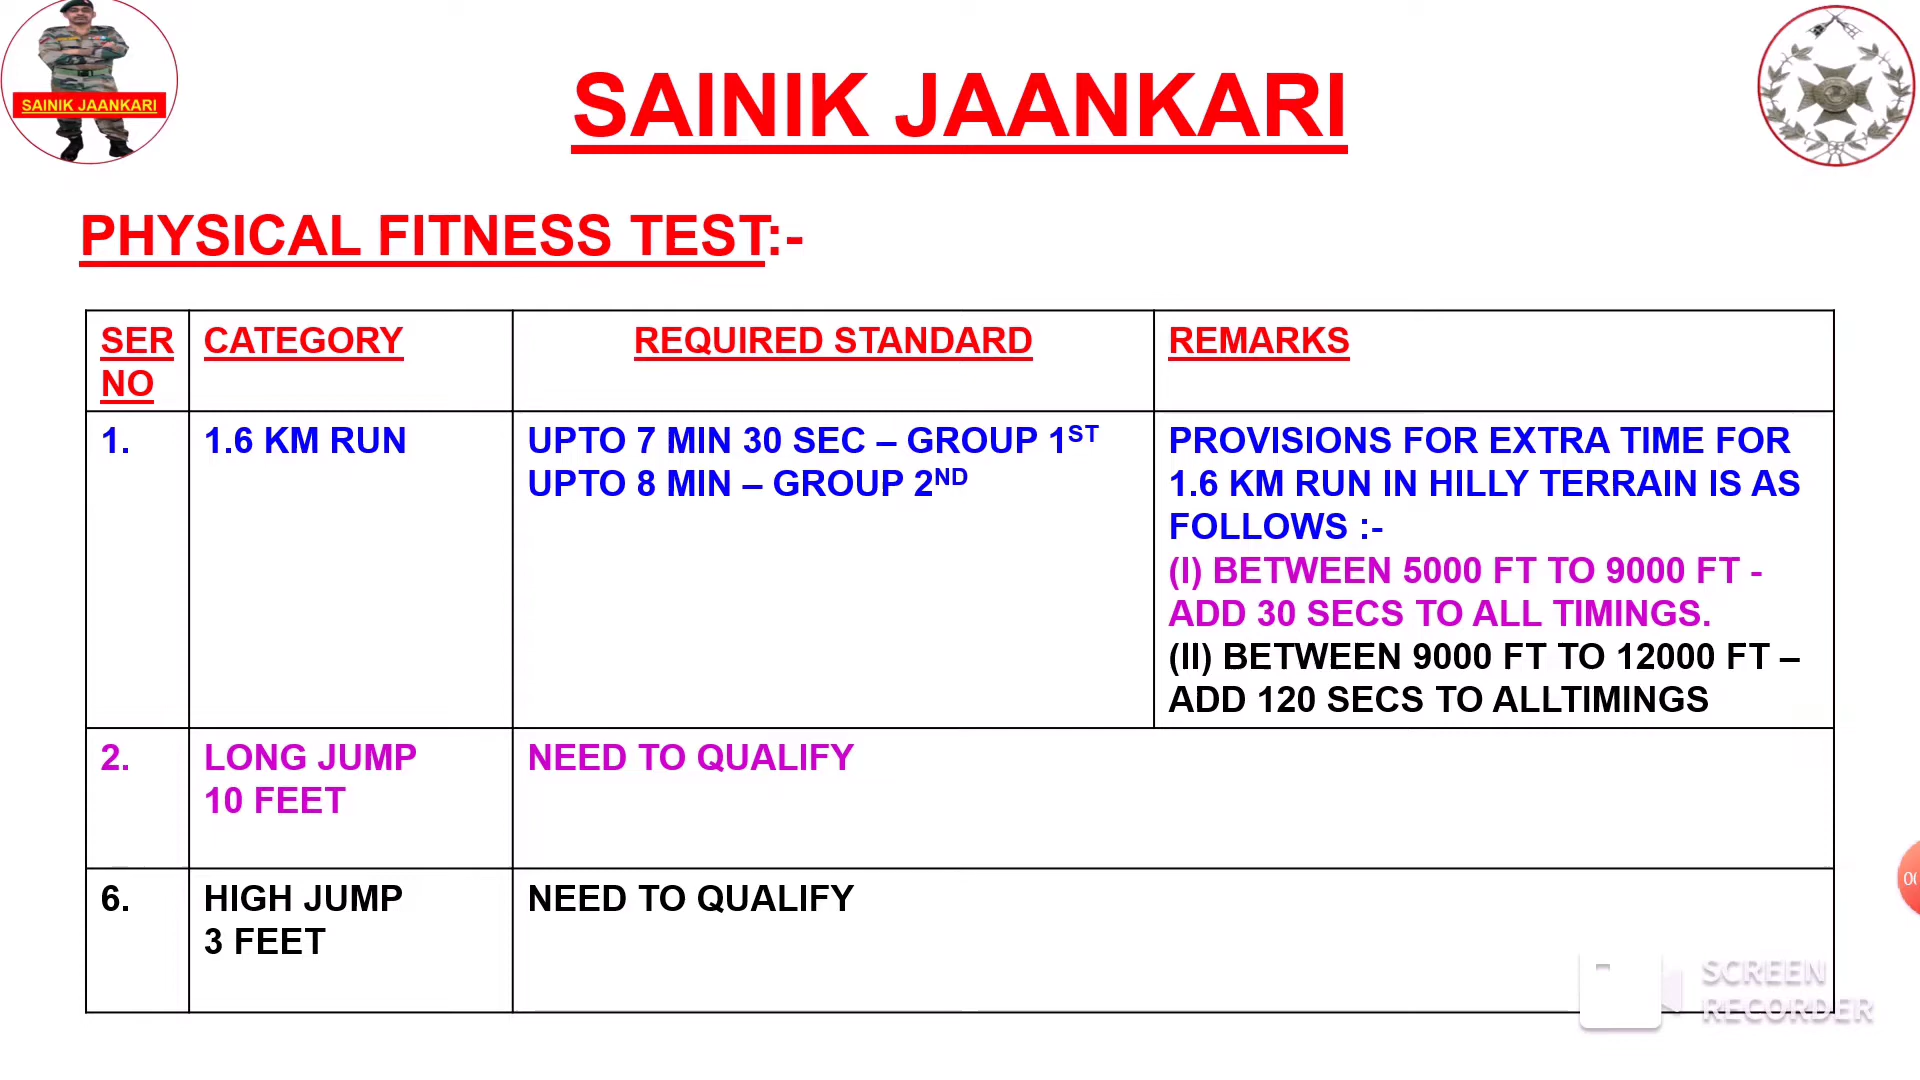 SAINIK JAANKARI
SAINIK JAANKARI
PHYSICAL FITNESS TEST:-
SER NO
CATEGORY
REQUIRED STANDARD
REMARKS
1.
1.6 KM RUN
UPTO 7 MIN 30 SEC – GROUP 1ST
UPTO 8 MIN – GROUP 2ND
PROVISIONS FOR EXTRA TIME FOR
1.6 KM RUN IN HILLY TERRAIN IS AS
FOLLOWS :-
(I) BETWEEN 5000 FT TO 9000 FT -
ADD 30 SECS TO ALL TIMINGS.
(II) BETWEEN 9000 FT TO 12000 FT –
ADD 120 SECS TO ALLTIMINGS
2.
LONG JUMP
10 FEET
NEED TO QUALIFY
6.
HIGH JUMP
3 FEET
NEED TO QUALIFY
SCREEN
RECORDER